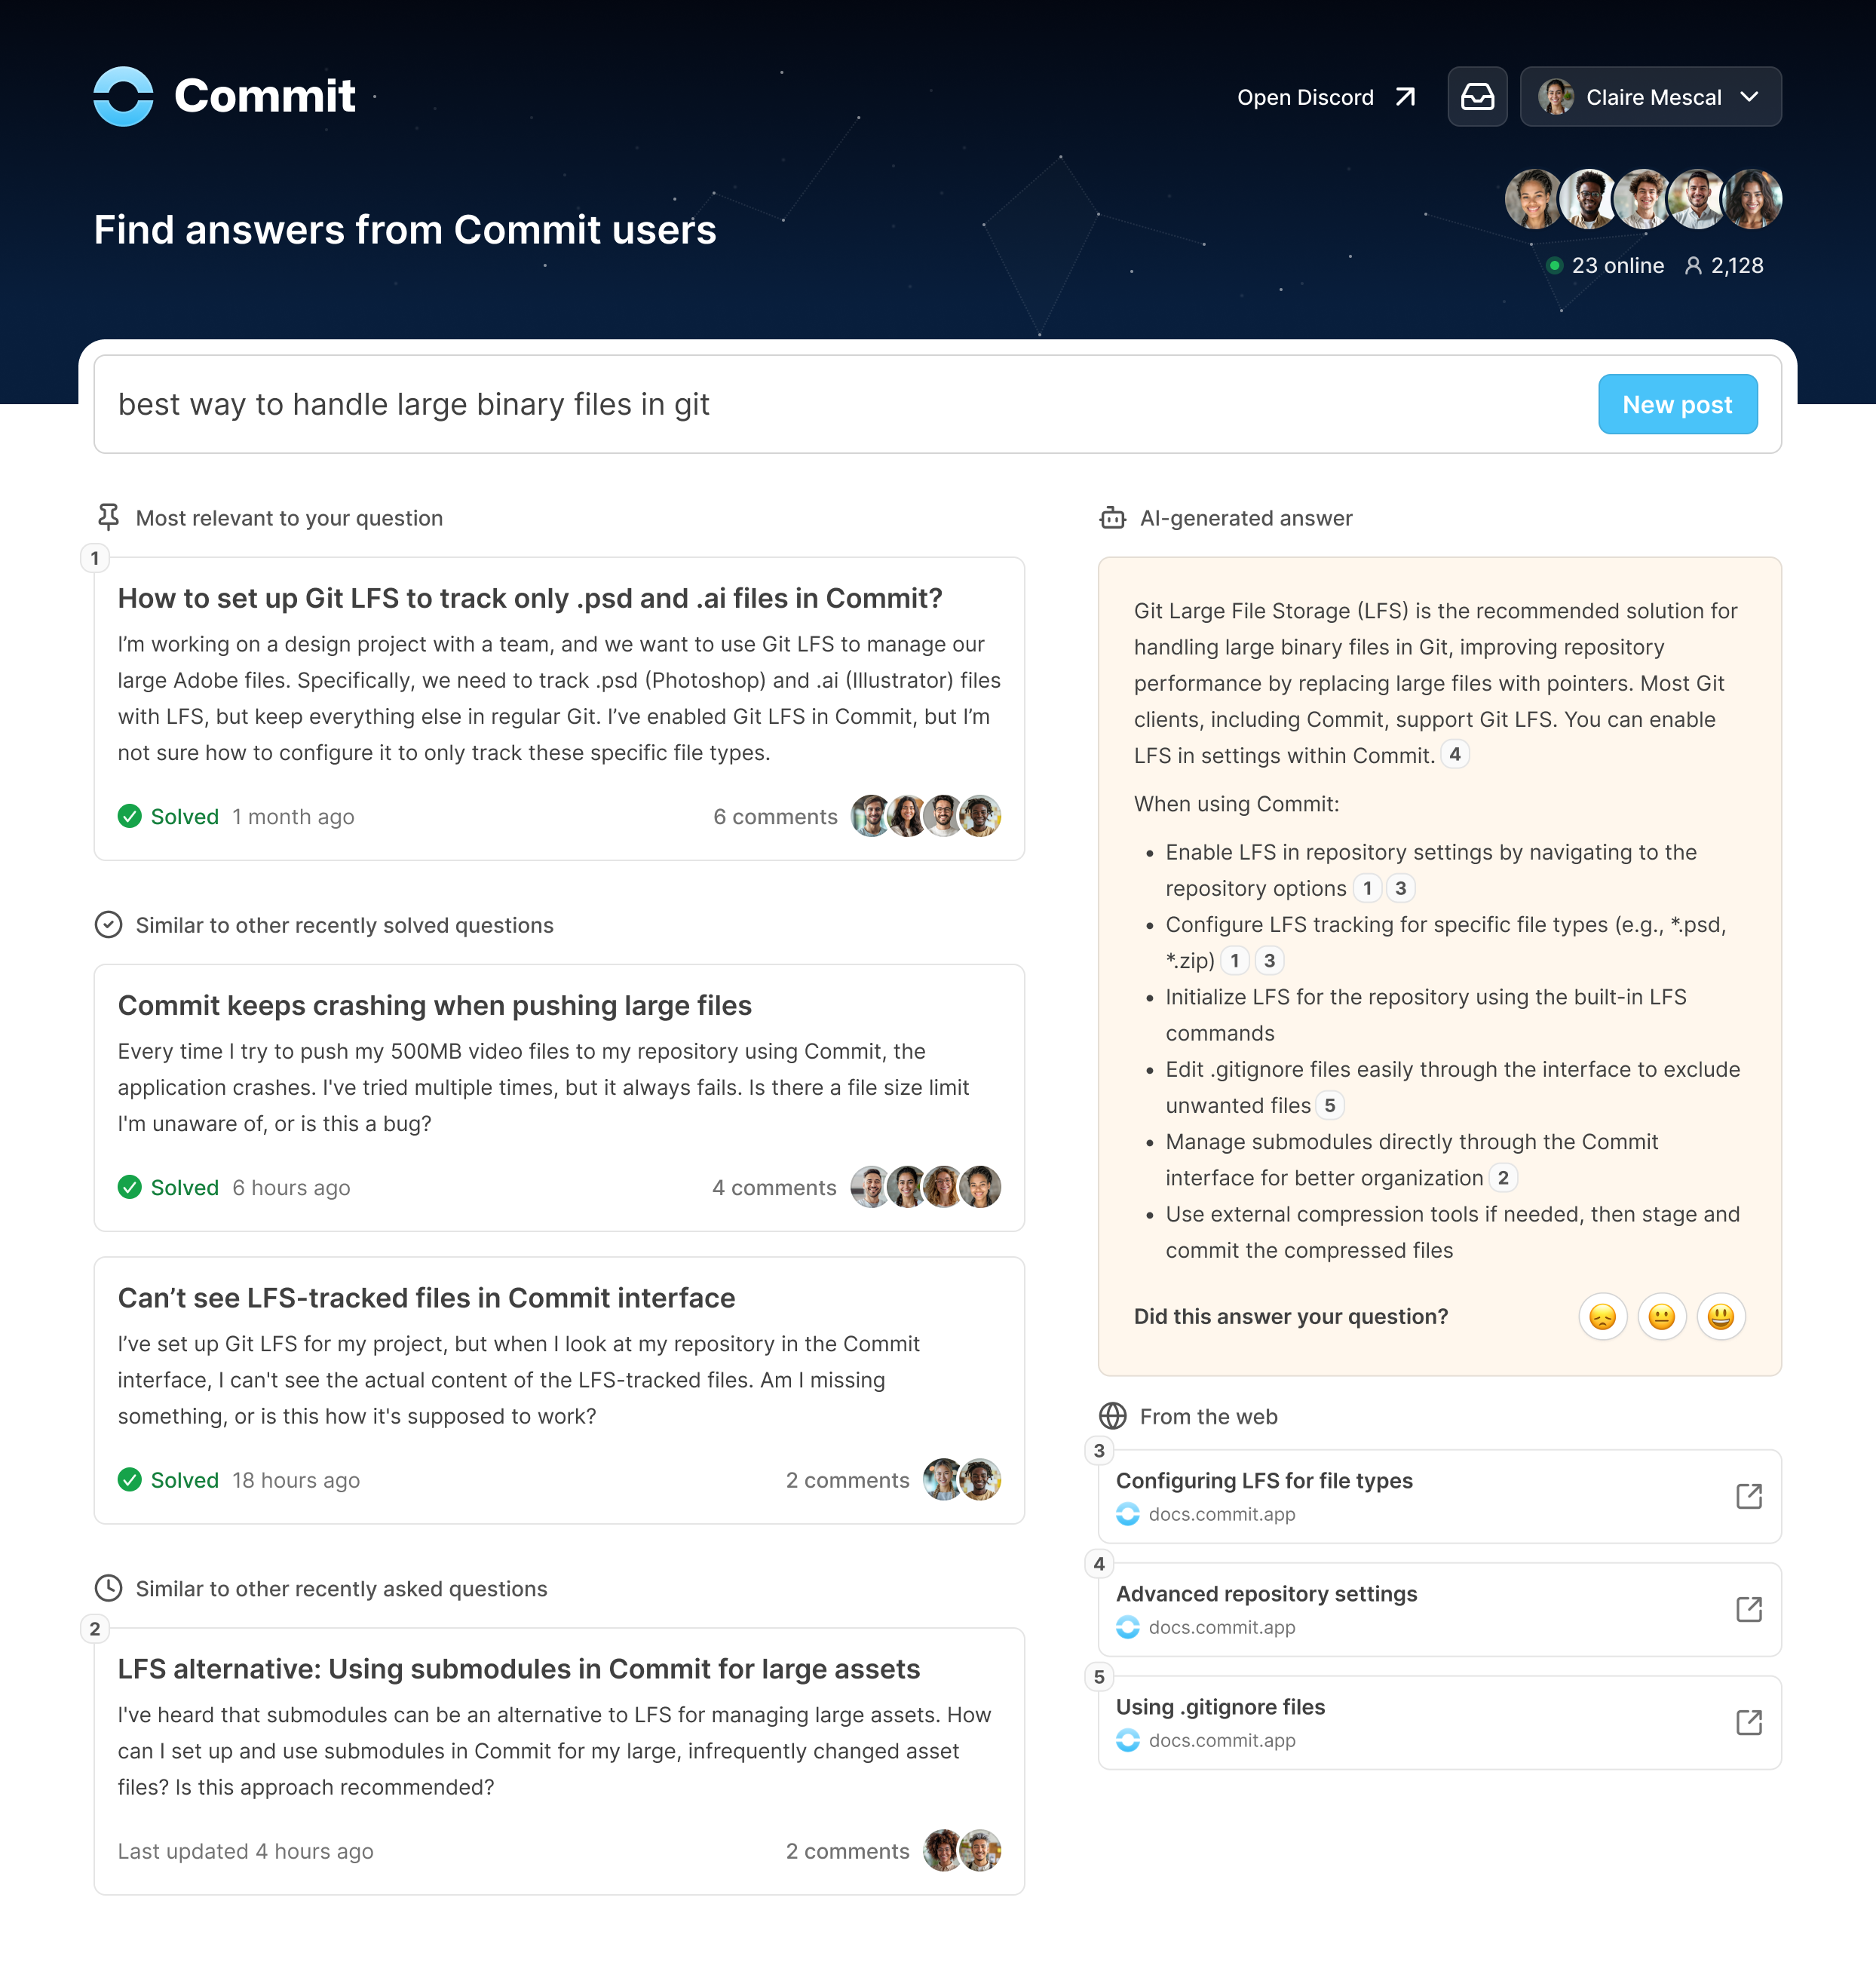 Commit
Open Discord
Claire Mescal
Find answers from Commit users
23 online
2,128
best way to handle large binary files in git
New post
Most relevant to your question
1
How to set up Git LFS to track only .psd and .ai files in Commit?
I’m working on a design project with a team, and we want to use Git LFS to manage our
large Adobe files. Specifically, we need to track .psd (Photoshop) and .ai (Illustrator) files
with LFS, but keep everything else in regular Git. I’ve enabled Git LFS in Commit, but I’m
not sure how to configure it to only track these specific file types.
Solved 1 month ago
6 comments
Similar to other recently solved questions
Commit keeps crashing when pushing large files
Every time I try to push my 500MB video files to my repository using Commit, the
application crashes. I've tried multiple times, but it always fails. Is there a file size limit
I'm unaware of, or is this a bug?
Solved 6 hours ago
4 comments
Can’t see LFS-tracked files in Commit interface
I’ve set up Git LFS for my project, but when I look at my repository in the Commit
interface, I can't see the actual content of the LFS-tracked files. Am I missing
something, or is this how it's supposed to work?
Solved 18 hours ago
2 comments
Similar to other recently asked questions
2
LFS alternative: Using submodules in Commit for large assets
I've heard that submodules can be an alternative to LFS for managing large assets. How
can I set up and use submodules in Commit for my large, infrequently changed asset
files? Is this approach recommended?
Last updated 4 hours ago
2 comments
AI-generated answer
Git Large File Storage (LFS) is the recommended solution for
handling large binary files in Git, improving repository
performance by replacing large files with pointers. Most Git
clients, including Commit, support Git LFS. You can enable
LFS in settings within Commit. 4
When using Commit:
• Enable LFS in repository settings by navigating to the
repository options 1 3
• Configure LFS tracking for specific file types (e.g., *.psd,
*.zip) 1 3
• Initialize LFS for the repository using the built-in LFS
commands
• Edit .gitignore files easily through the interface to exclude
unwanted files 5
• Manage submodules directly through the Commit
interface for better organization 2
• Use external compression tools if needed, then stage and
commit the compressed files
Did this answer your question?
From the web
3
Configuring LFS for file types
docs.commit.app
4
Advanced repository settings
docs.commit.app
5
Using .gitignore files
docs.commit.app